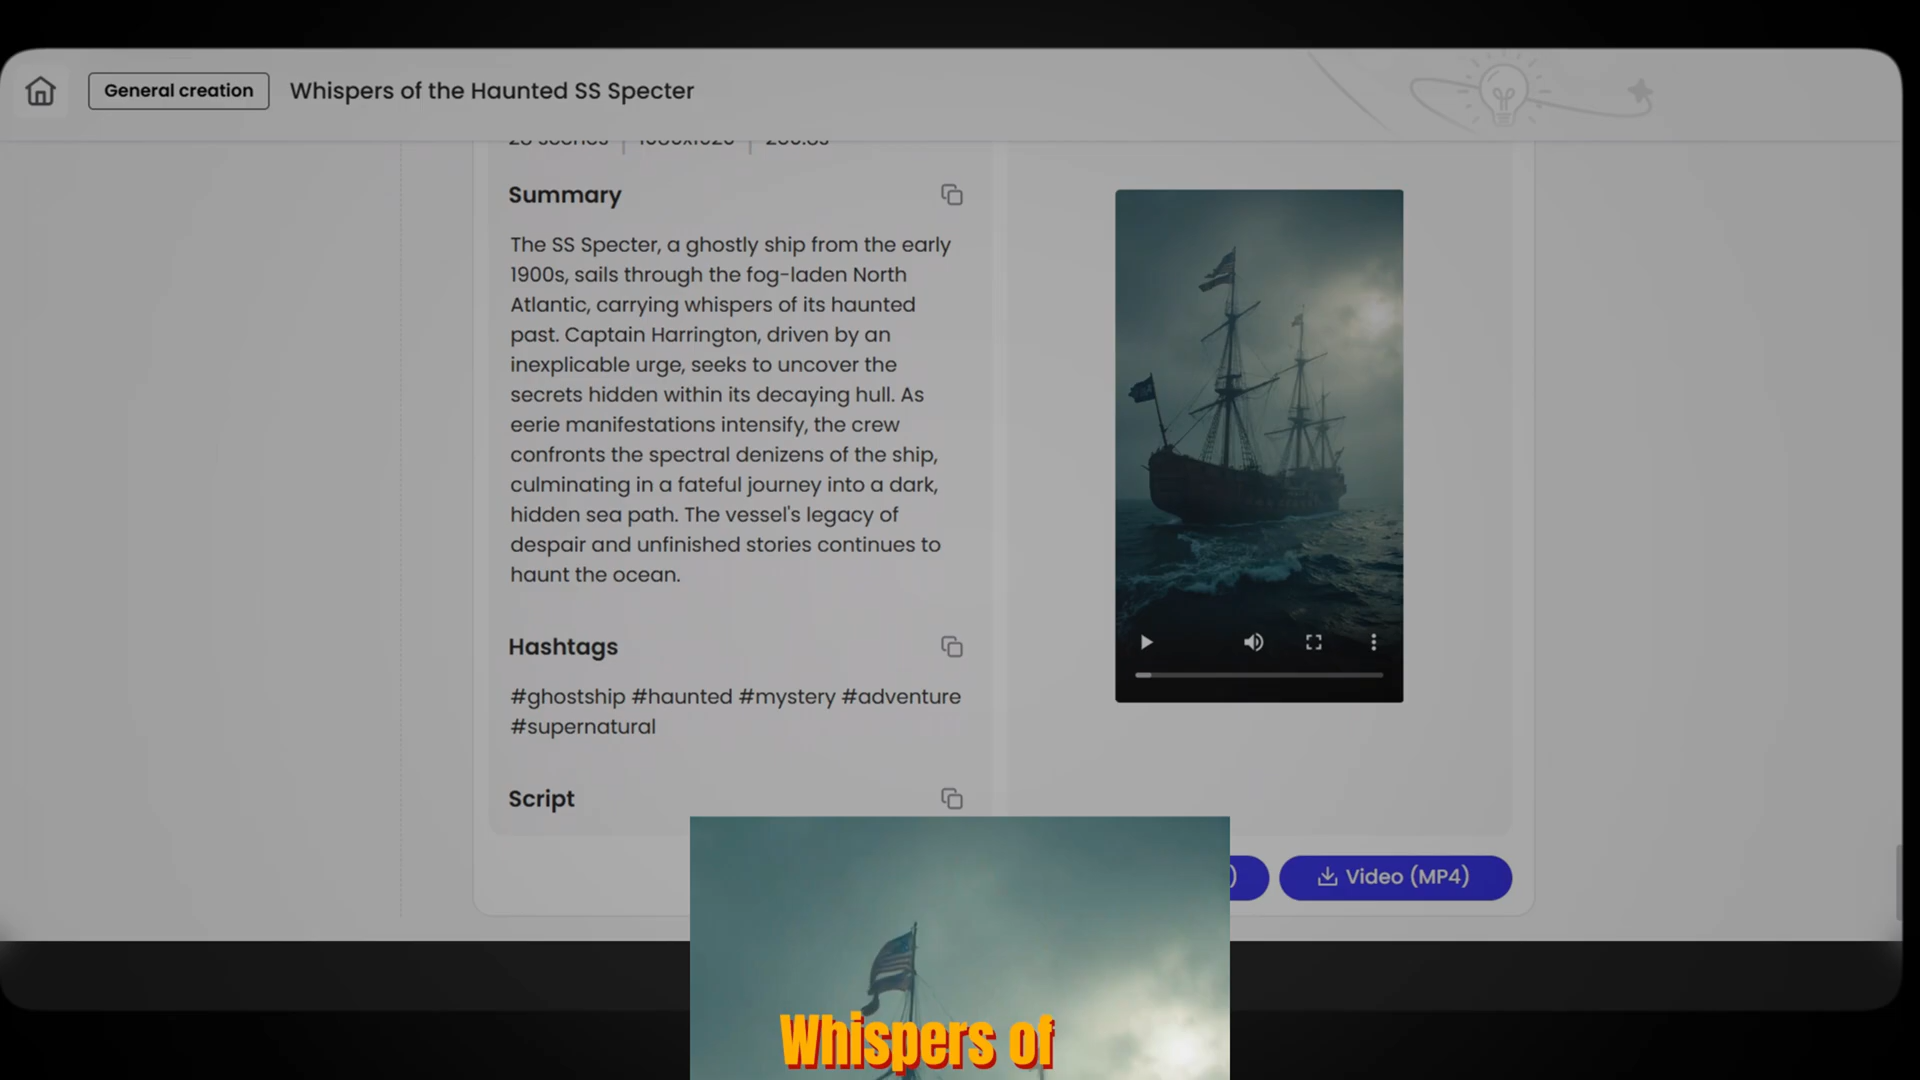 General creation
Whispers of the Haunted SS Specter
Summary
The SS Specter, a ghostly ship from the early
1900s, sails through the fog-laden North
Atlantic, carrying whispers of its haunted
past. Captain Harrington, driven by an
inexplicable urge, seeks to uncover the
secrets hidden within its decaying hull. As
eerie manifestations intensify, the crew
confronts the spectral denizens of the ship,
culminating in a fateful journey into a dark,
hidden sea path. The vessel's legacy of
despair and unfinished stories continues to
haunt the ocean.
Hashtags
#ghostship #haunted #mystery #adventure
#supernatural
Script
) Video (MP4)
Whispers of